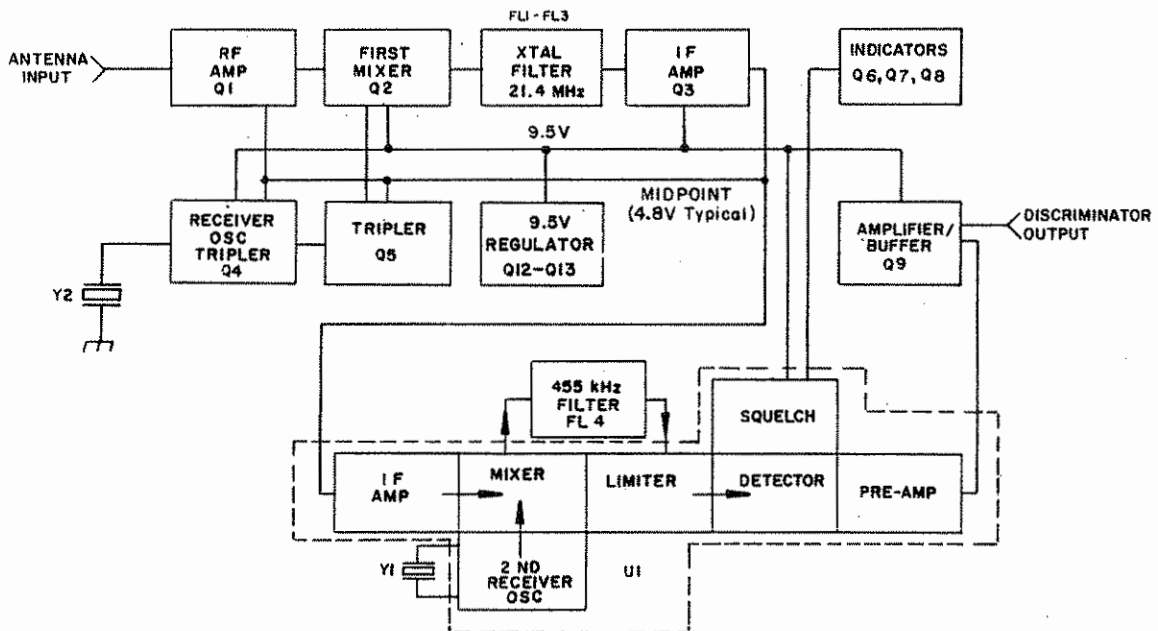 FL1-FL3
ANTENNA
INPUT
RF
AMP
Q1
FIRST
MIXER
Q2
XTAL
FILTER
21.4 MHz
IF
AMP
Q3
INDICATORS
Q6, Q7, Q8
9.5V
MIDPOINT
(4.8V Typical)
RECEIVER
OSC
TRIPLER
Q4
TRIPLER
Q5
9.5V
REGULATOR
Q12-Q13
AMPLIFIER/
BUFFER
Q9
DISCRIMINATOR
OUTPUT
Y2
455 kHz
FILTER
FL 4
SQUELCH
IF
AMP
MIXER
LIMITER
DETECTOR
PRE-AMP
Y1
2 ND
RECEIVER
OSC
U1